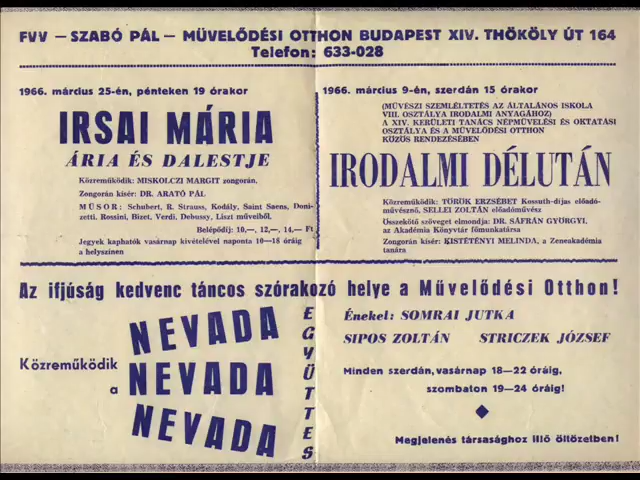 FVV — SZABÓ PÁL — MŰVELŐDÉSI OTTHON BUDAPEST XIV. THÖKÖLY ÚT 164
Telefon: 633-028
1966. március 25-én, pénteken 19 órakor
IRSAI MÁRIA
ÁRIA ÉS DALESTJE
Közreműködik: MISKOLCZI MARGIT zongorán.
Zongorán kísér: DR. ARATÓ PÁL
MŰSOR: Schubert, R. Strauss, Kodály, Saint Saens, Doni-
zetti, Rossini, Bizet, Verdi, Debussy, Liszt műveiből.
Belépődíj: 10,—, 12,—, 14,— Ft
Jegyek kaphatók vasárnap kivételével naponta 10—18 óráig
a helyszínen
1966. március 9-én, szerdán 15 órakor
(MŰVÉSZI SZEMLÉLTETÉS AZ ÁLTALÁNOS ISKOLA
VIII. OSZTÁLYA IRODALMI ANYAGÁHOZ)
A XIV. KERÜLETI TANÁCS NÉPMŰVELÉSI ÉS OKTATÁSI
OSZTÁLYA ÉS A MŰVELŐDÉSI OTTHON
KÖZÖS RENDEZÉSÉBEN
IRODALMI DÉLUTÁN
Közreműködik: TÖRÖK ERZSÉBET Kossuth-díjas előadó-
művésznő, SELLEI ZOLTÁN előadóművész
Összekötő szöveget elmondja: DR. SÁFRÁN GYÖRGYI,
az Akadémia Könyvtár főmunkatársa
Zongorán kísér: KISTÉTÉNYI MELINDA, a Zeneakadémia
tanára
Az ifjúság kedvenc táncos szórakozó helye a Művelődési Otthon!
Közreműködik
a
NEVADA
NEVADA
NEVADA
EGYÜTTES
Énekel: SOMRAI JUTKA
SIPOS ZOLTÁN STRICZEK JÓZSEF
Minden szerdán, vasárnap 18—22 óráig,
szombaton 19—24 óráig!
Megjelenés társasághoz illő öltözetben!